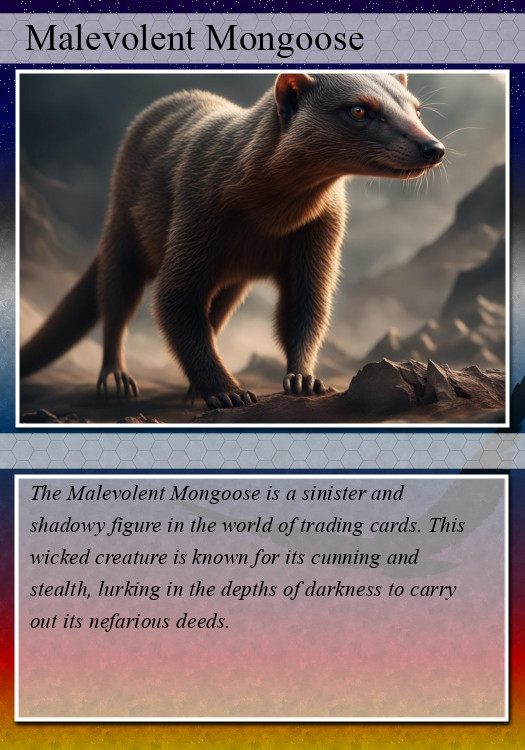 Malevolent Mongoose
The Malevolent Mongoose is a sinister and
shadowy figure in the world of trading cards. This
wicked creature is known for its cunning and
stealth, lurking in the depths of darkness to carry
out its nefarious deeds.